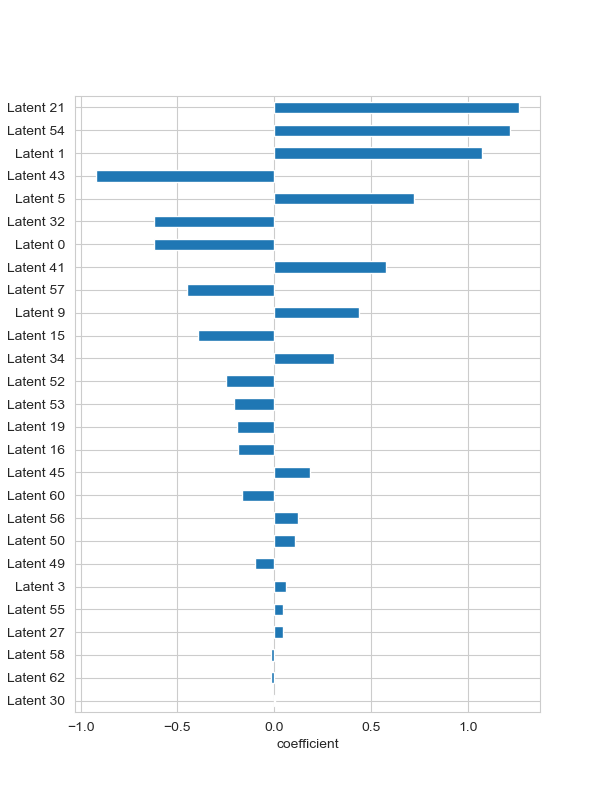 Latent 21
Latent 54
Latent 1
Latent 43
Latent 5
Latent 32
Latent 0
Latent 41
Latent 57
Latent 9
Latent 15
Latent 34
Latent 52
Latent 53
Latent 19
Latent 16
Latent 45
Latent 60
Latent 56
Latent 50
Latent 49
Latent 3
Latent 55
Latent 27
Latent 58
Latent 62
Latent 30
−1.0 −0.5 0.0 0.5 1.0
coefficient